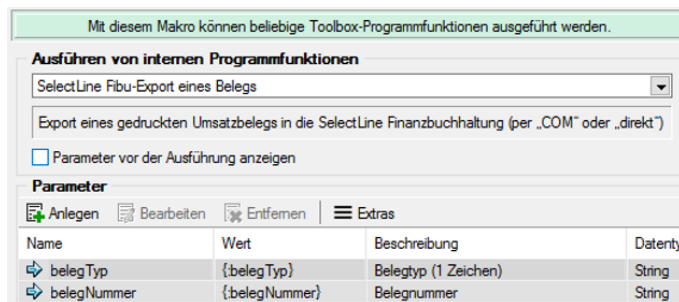 Mit diesem Makro können beliebige Toolbox-Programmfunktionen ausgeführt werden.
Ausführen von internen Programmfunktionen
SelectLine Fibu-Export eines Belegs
Export eines gedruckten Umsatzbelegs in die SelectLine Finanzbuchhaltung (per „COM“ oder „direkt“)
Parameter vor der Ausführung anzeigen
Parameter
Anlegen Bearbeiten Entfernen Extras
Name Wert Beschreibung Datenty
belegTyp {:belegTyp} Belegtyp (1 Zeichen) String
belegNummer {:belegNummer} Belegnummer String